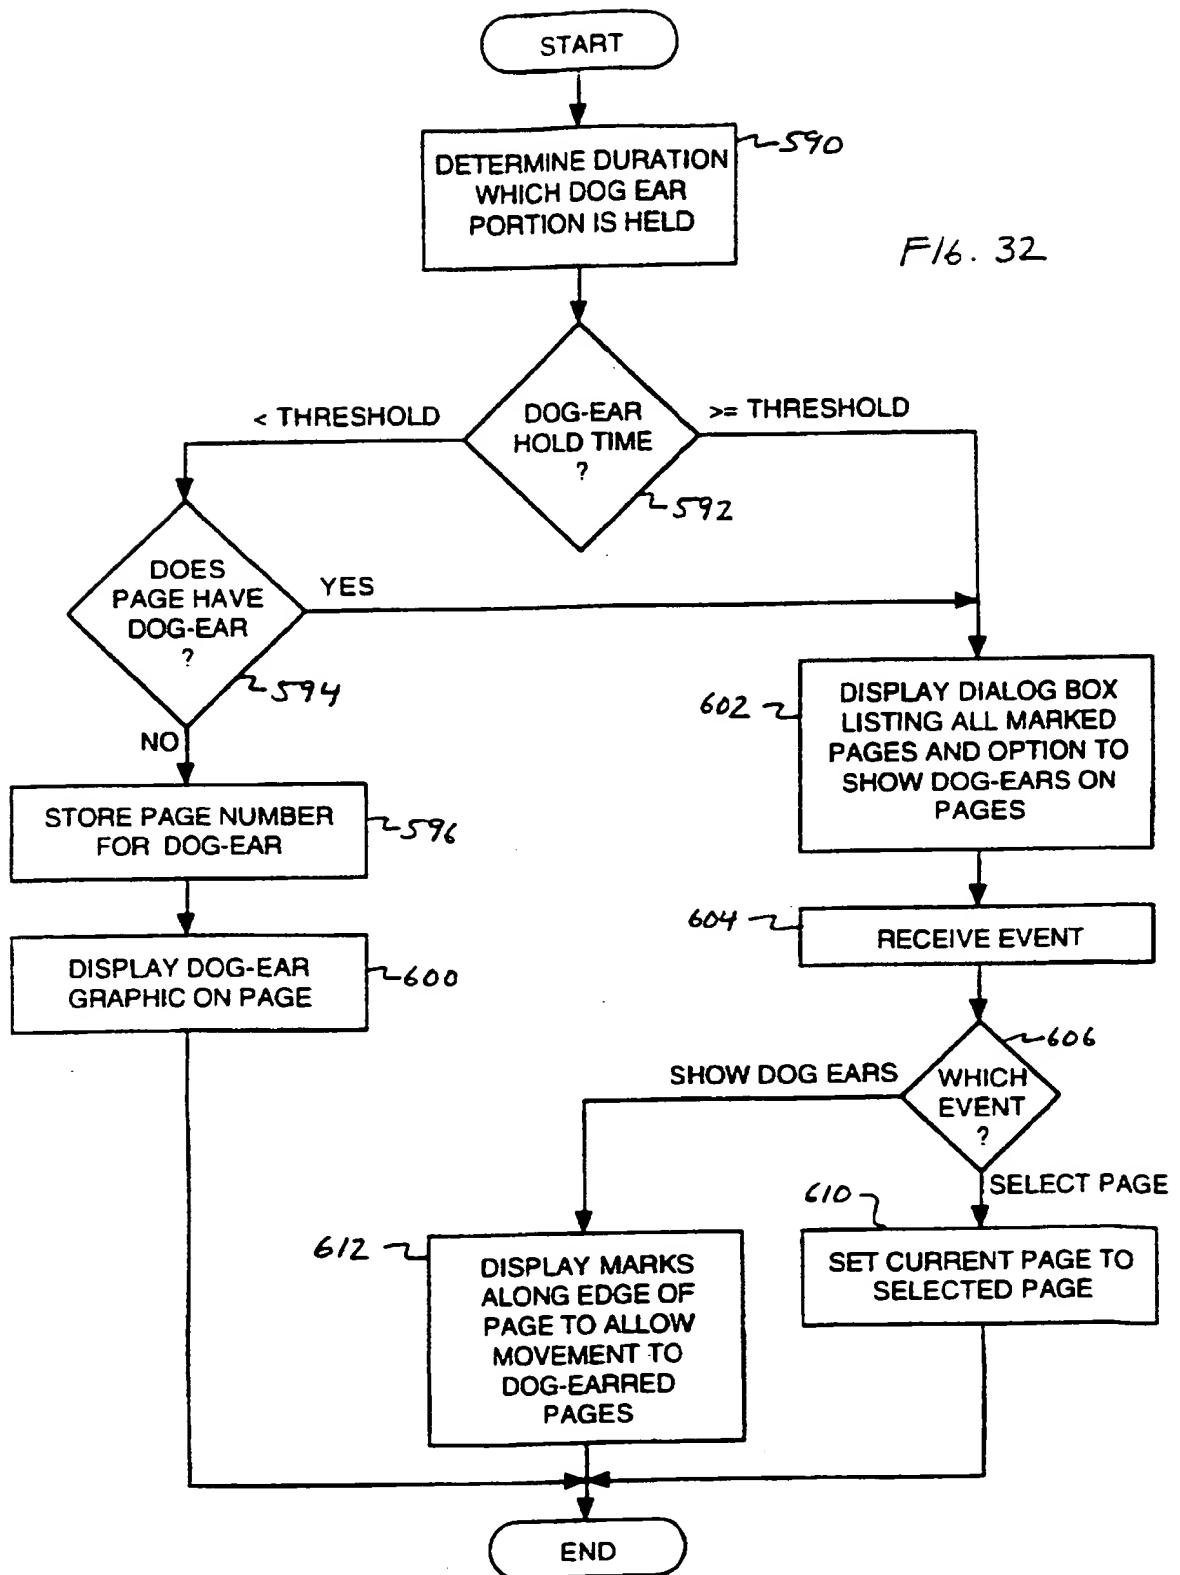 START
DETERMINE DURATION
WHICH DOG EAR
PORTION IS HELD
590
FIG. 32
DOG-EAR
HOLD TIME
?
< THRESHOLD
>= THRESHOLD
592
DOES
PAGE HAVE
DOG-EAR
?
YES
594
NO
STORE PAGE NUMBER
FOR DOG-EAR
596
DISPLAY DOG-EAR
GRAPHIC ON PAGE
600
602
DISPLAY DIALOG BOX
LISTING ALL MARKED
PAGES AND OPTION TO
SHOW DOG-EARS ON
PAGES
604
RECEIVE EVENT
606
WHICH
EVENT
?
SHOW DOG EARS
SELECT PAGE
610
SET CURRENT PAGE TO
SELECTED PAGE
612
DISPLAY MARKS
ALONG EDGE OF
PAGE TO ALLOW
MOVEMENT TO
DOG-EARRED
PAGES
END